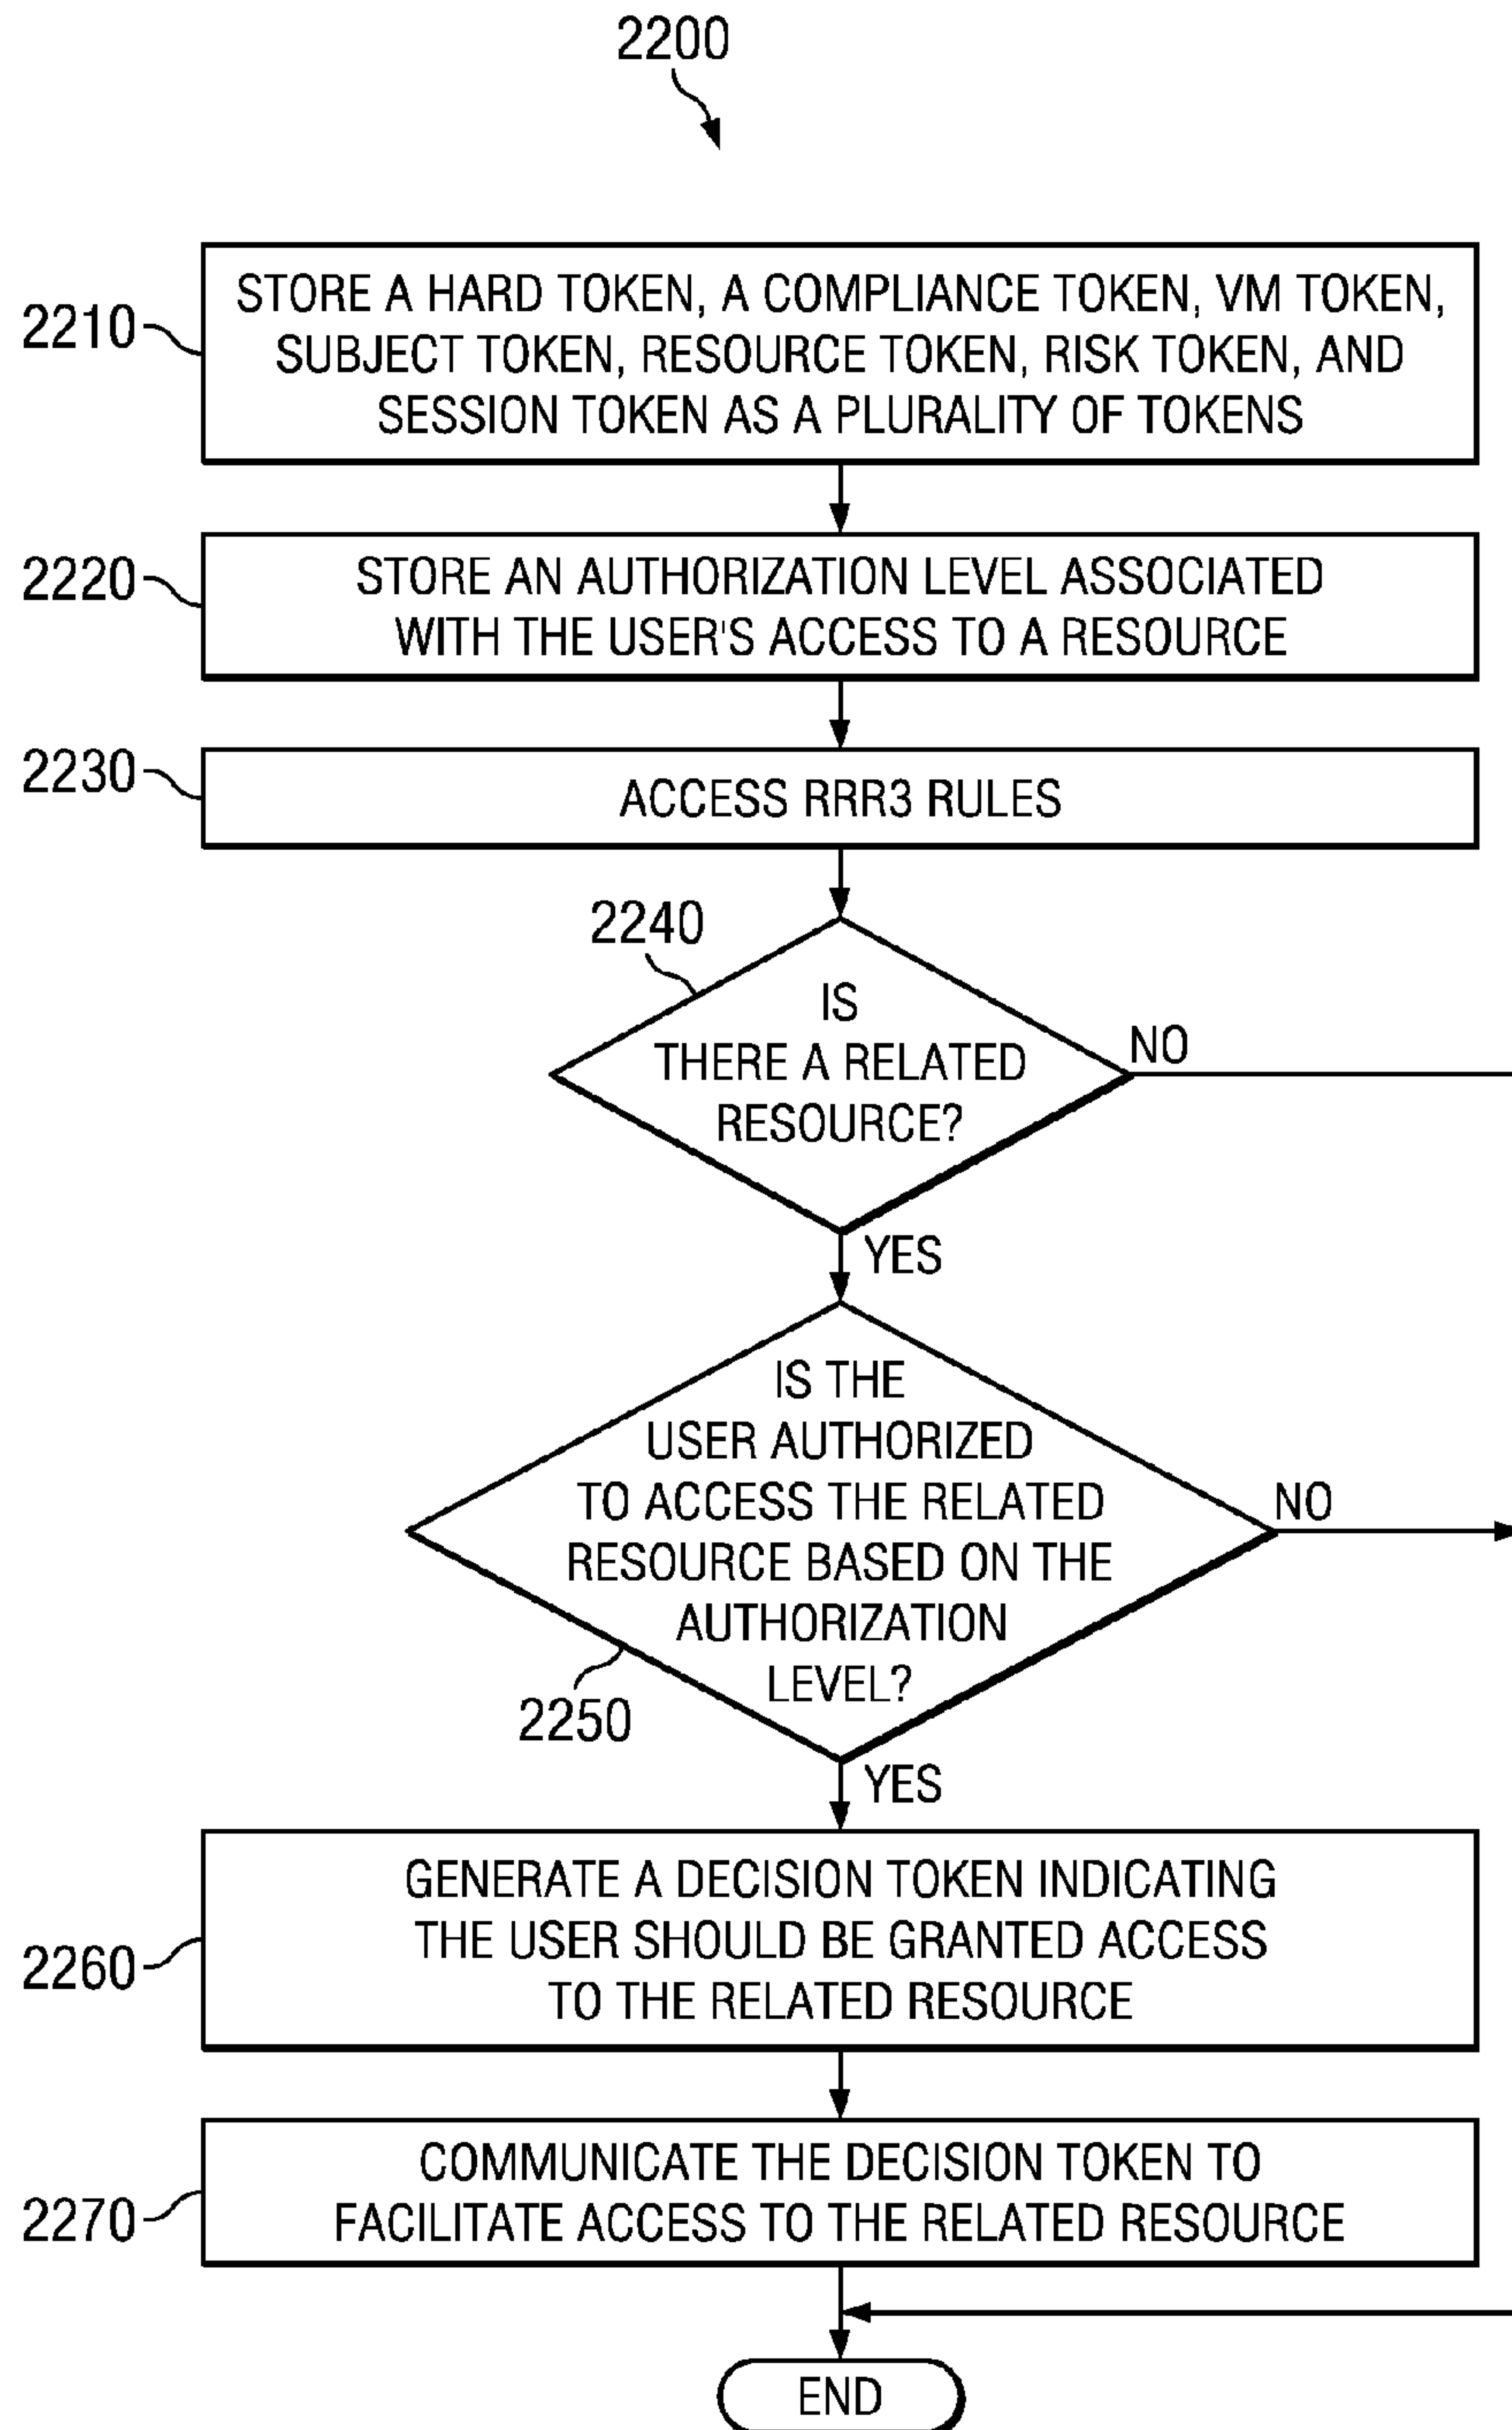 2200
2210
STORE A HARD TOKEN, A COMPLIANCE TOKEN, VM TOKEN,
SUBJECT TOKEN, RESOURCE TOKEN, RISK TOKEN, AND
SESSION TOKEN AS A PLURALITY OF TOKENS
2220
STORE AN AUTHORIZATION LEVEL ASSOCIATED
WITH THE USER'S ACCESS TO A RESOURCE
2230
ACCESS RRR3 RULES
2240
IS
THERE A RELATED
RESOURCE?
NO
YES
IS THE
USER AUTHORIZED
TO ACCESS THE RELATED
RESOURCE BASED ON THE
AUTHORIZATION
LEVEL?
NO
2250
YES
2260
GENERATE A DECISION TOKEN INDICATING
THE USER SHOULD BE GRANTED ACCESS
TO THE RELATED RESOURCE
2270
COMMUNICATE THE DECISION TOKEN TO
FACILITATE ACCESS TO THE RELATED RESOURCE
END